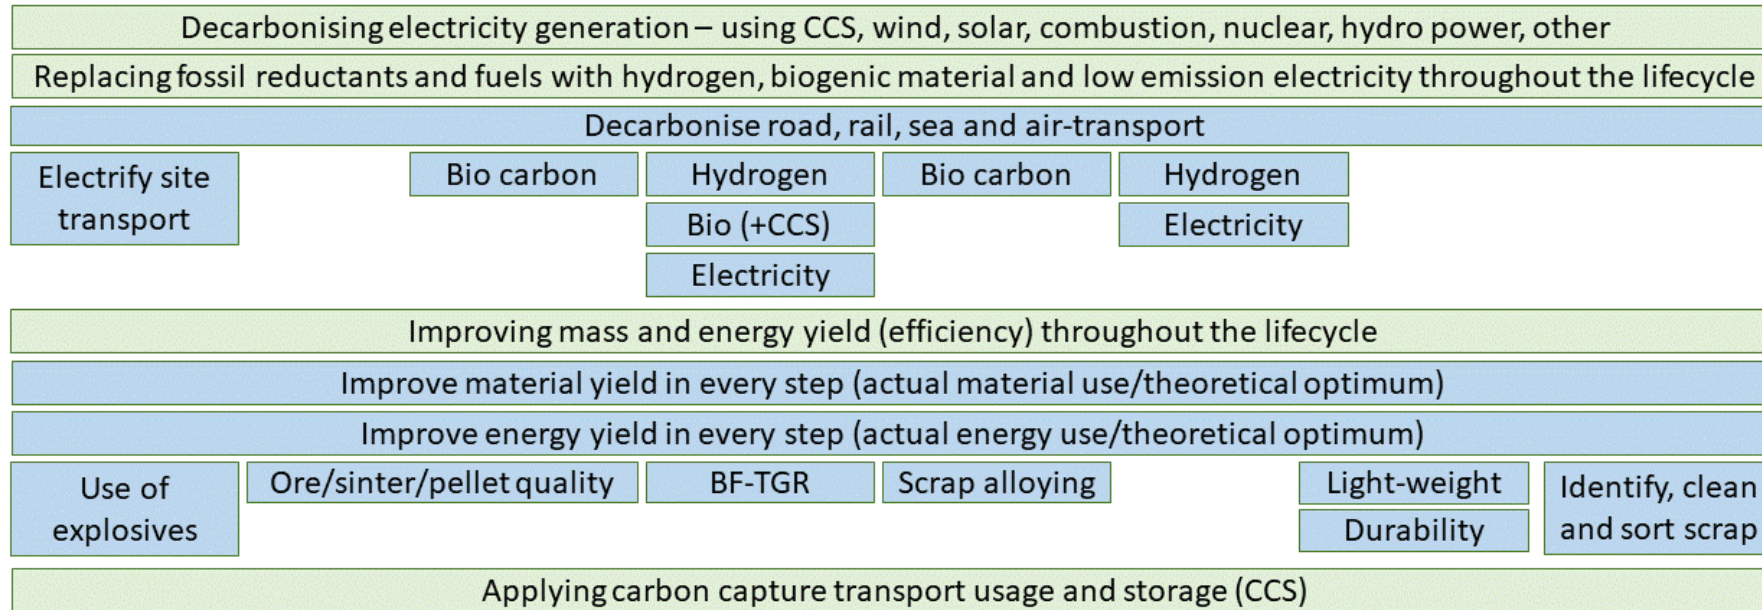 Decarbonising electricity generation – using CCS, wind, solar, combustion, nuclear, hydro power, other
Replacing fossil reductants and fuels with hydrogen, biogenic material and low emission electricity throughout the lifecycle
Decarbonise road, rail, sea and air-transport
Electrify site
transport
Bio carbon
Hydrogen
Bio (+CCS)
Electricity
Bio carbon
Hydrogen
Electricity
Improving mass and energy yield (efficiency) throughout the lifecycle
Improve material yield in every step (actual material use/theoretical optimum)
Improve energy yield in every step (actual energy use/theoretical optimum)
Use of
explosives
Ore/sinter/pellet quality
BF-TGR
Scrap alloying
Light-weight
Durability
Identify, clean
and sort scrap
Applying carbon capture transport usage and storage (CCS)